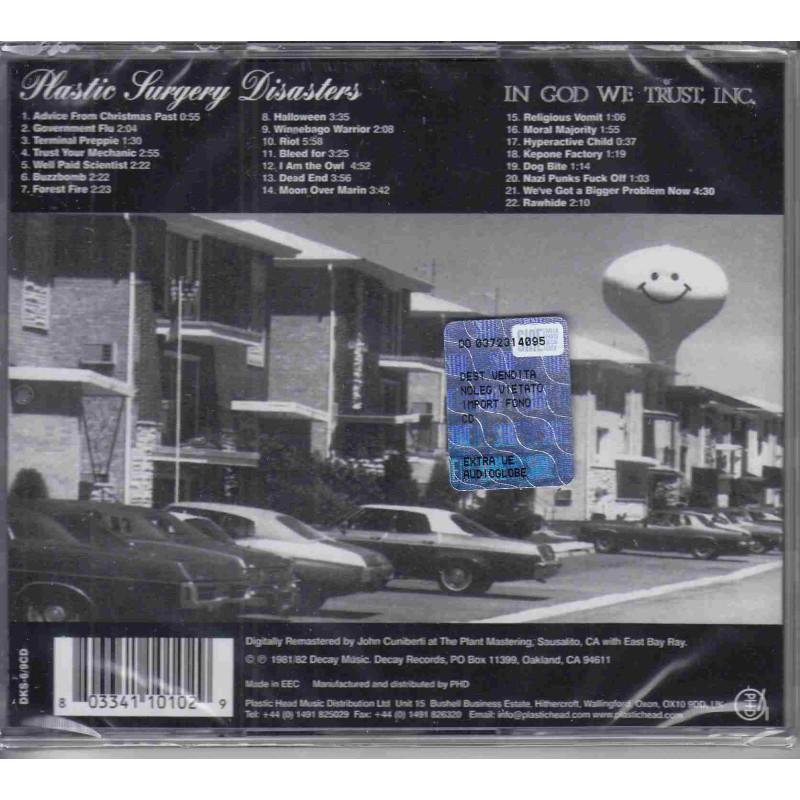 Plastic Surgery Disasters
1. Advice From Christmas Past 0:55
2. Government Flu 2:04
3. Terminal Preppie 1:30
4. Trust Your Mechanic 2:55
5. Well Paid Scientist 2:22
6. Buzzbomb 2:22
7. Forest Fire 2:23
8. Halloween 3:35
9. Winnebago Warrior 2:08
10. Riot 5:58
11. Bleed for 3:25
12. I Am the Owl 4:52
13. Dead End 3:56
14. Moon Over Marin 3:42
IN GOD WE TRUST, INC.
15. Religious Vomit 1:06
16. Moral Majority 1:55
17. Hyperactive Child 0:37
18. Kepone Factory 1:19
19. Dog Bite 1:14
20. Nazi Punks Fuck Off 1:03
21. We've Got a Bigger Problem Now 4:30
22. Rawhide 2:10
SIAE
DO 0372314095
DEST VENDITA
NOLEG VIETATO
IMPORT FONO
CD
EXTRA UE
AUDIOGLOBE
DKS-6/9CD
8 03341 10102 9
Digitally Remastered by John Cuniberti at The Plant Mastering, Sausalito, CA with East Bay Ray.
© ℗ 1981/82 Decay Music. Decay Records, PO Box 11399, Oakland, CA 94611
Made in EEC Manufactured and distributed by PHD
Plastic Head Music Distribution Ltd Unit 15 Bushell Business Estate, Hithercroft, Wallingford, Oxon, OX10 9DD, UK
Tel: +44 (0) 1491 825029 Fax: +44 (0) 1491 826320 Email: info@plastichead.com www.plastichead.com
PHD